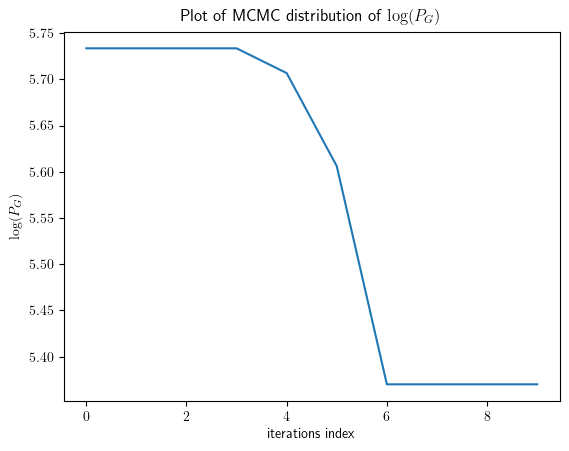 Plot of MCMC distribution of log(P_G)
5.75
5.70
5.65
5.60
5.55
5.50
5.45
5.40
log(P_G)
0 2 4 6 8
iterations index